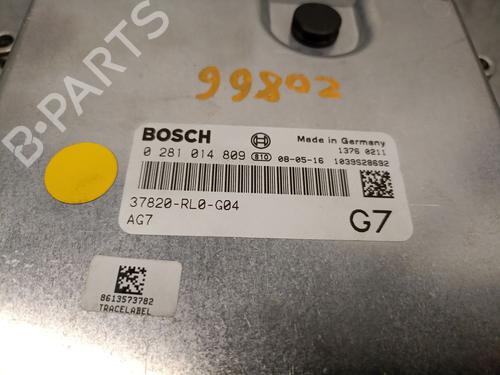 B-PARTS
99802
BOSCH
Made in Germany
1376 0211
0 281 014 809 B10 08-05-16 1039S28692
37820-RL0-G04
AG7
G7
8613573782
TRACELABEL